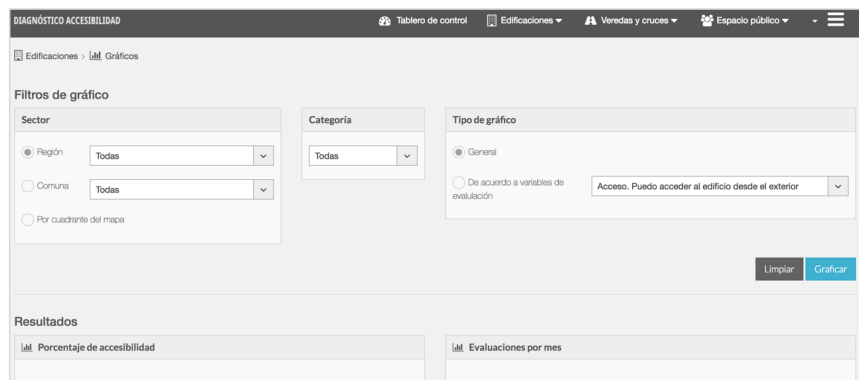 DIAGNÓSTICO ACCESIBILIDAD Tablero de control Edificaciones Veredas y cruces Espacio público
Edificaciones > Gráficos
Filtros de gráfico
Sector
Región Todas
Comuna Todas
Por cuadrante del mapa
Categoría
Todas
Tipo de gráfico
General
De acuerdo a variables de
evalulación
Acceso. Puedo acceder al edificio desde el exterior
Limpiar Graficar
Resultados
Porcentaje de accesibilidad
Evaluaciones por mes